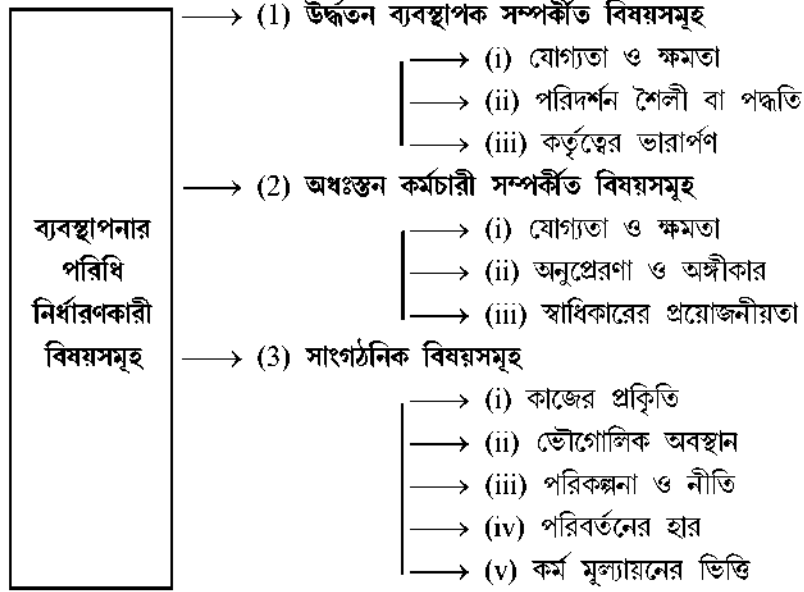 (1) উর্দ্ধতন ব্যবস্থাপক সম্পর্কীত বিষয়সমূহ
(i) যোগ্যতা ও ক্ষমতা
(ii) পরিদর্শন শৈলী বা পদ্ধতি
(iii) কর্তৃত্বের ভারার্পণ
(2) অধঃস্তন কর্মচারী সম্পর্কীত বিষয়সমূহ
(i) যোগ্যতা ও ক্ষমতা
(ii) অনুপ্রেরণা ও অঙ্গীকার
(iii) স্বাধিকারের প্রয়োজনীয়তা
ব্যবস্থাপনার
পরিধি
নির্ধারণকারী
বিষয়সমূহ
(3) সাংগঠনিক বিষয়সমূহ
(i) কাজের প্রকিৃতি
(ii) ভৌগোলিক অবস্থান
(iii) পরিকল্পনা ও নীতি
(iv) পরিবর্তনের হার
(v) কর্ম মূল্যায়নের ভিত্তি